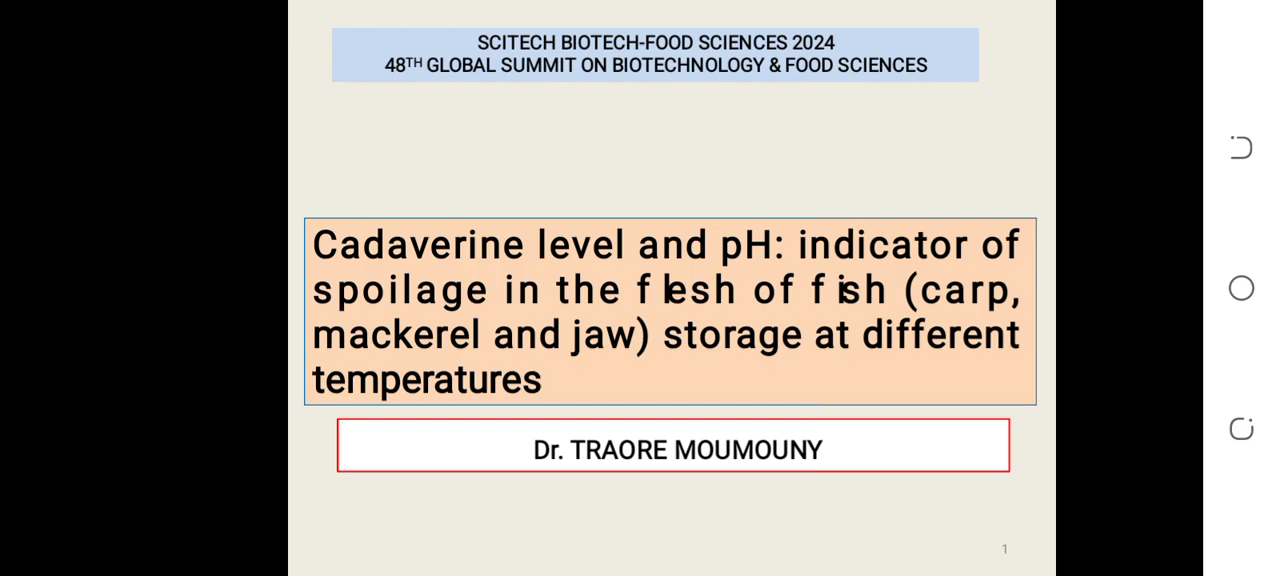 SCITECH BIOTECH-FOOD SCIENCES 2024
48TH GLOBAL SUMMIT ON BIOTECHNOLOGY & FOOD SCIENCES
Cadaverine level and pH: indicator of
spoilage in the flesh of fish (carp,
mackerel and jaw) storage at different
temperatures
Dr. TRAORE MOUMOUNY
1